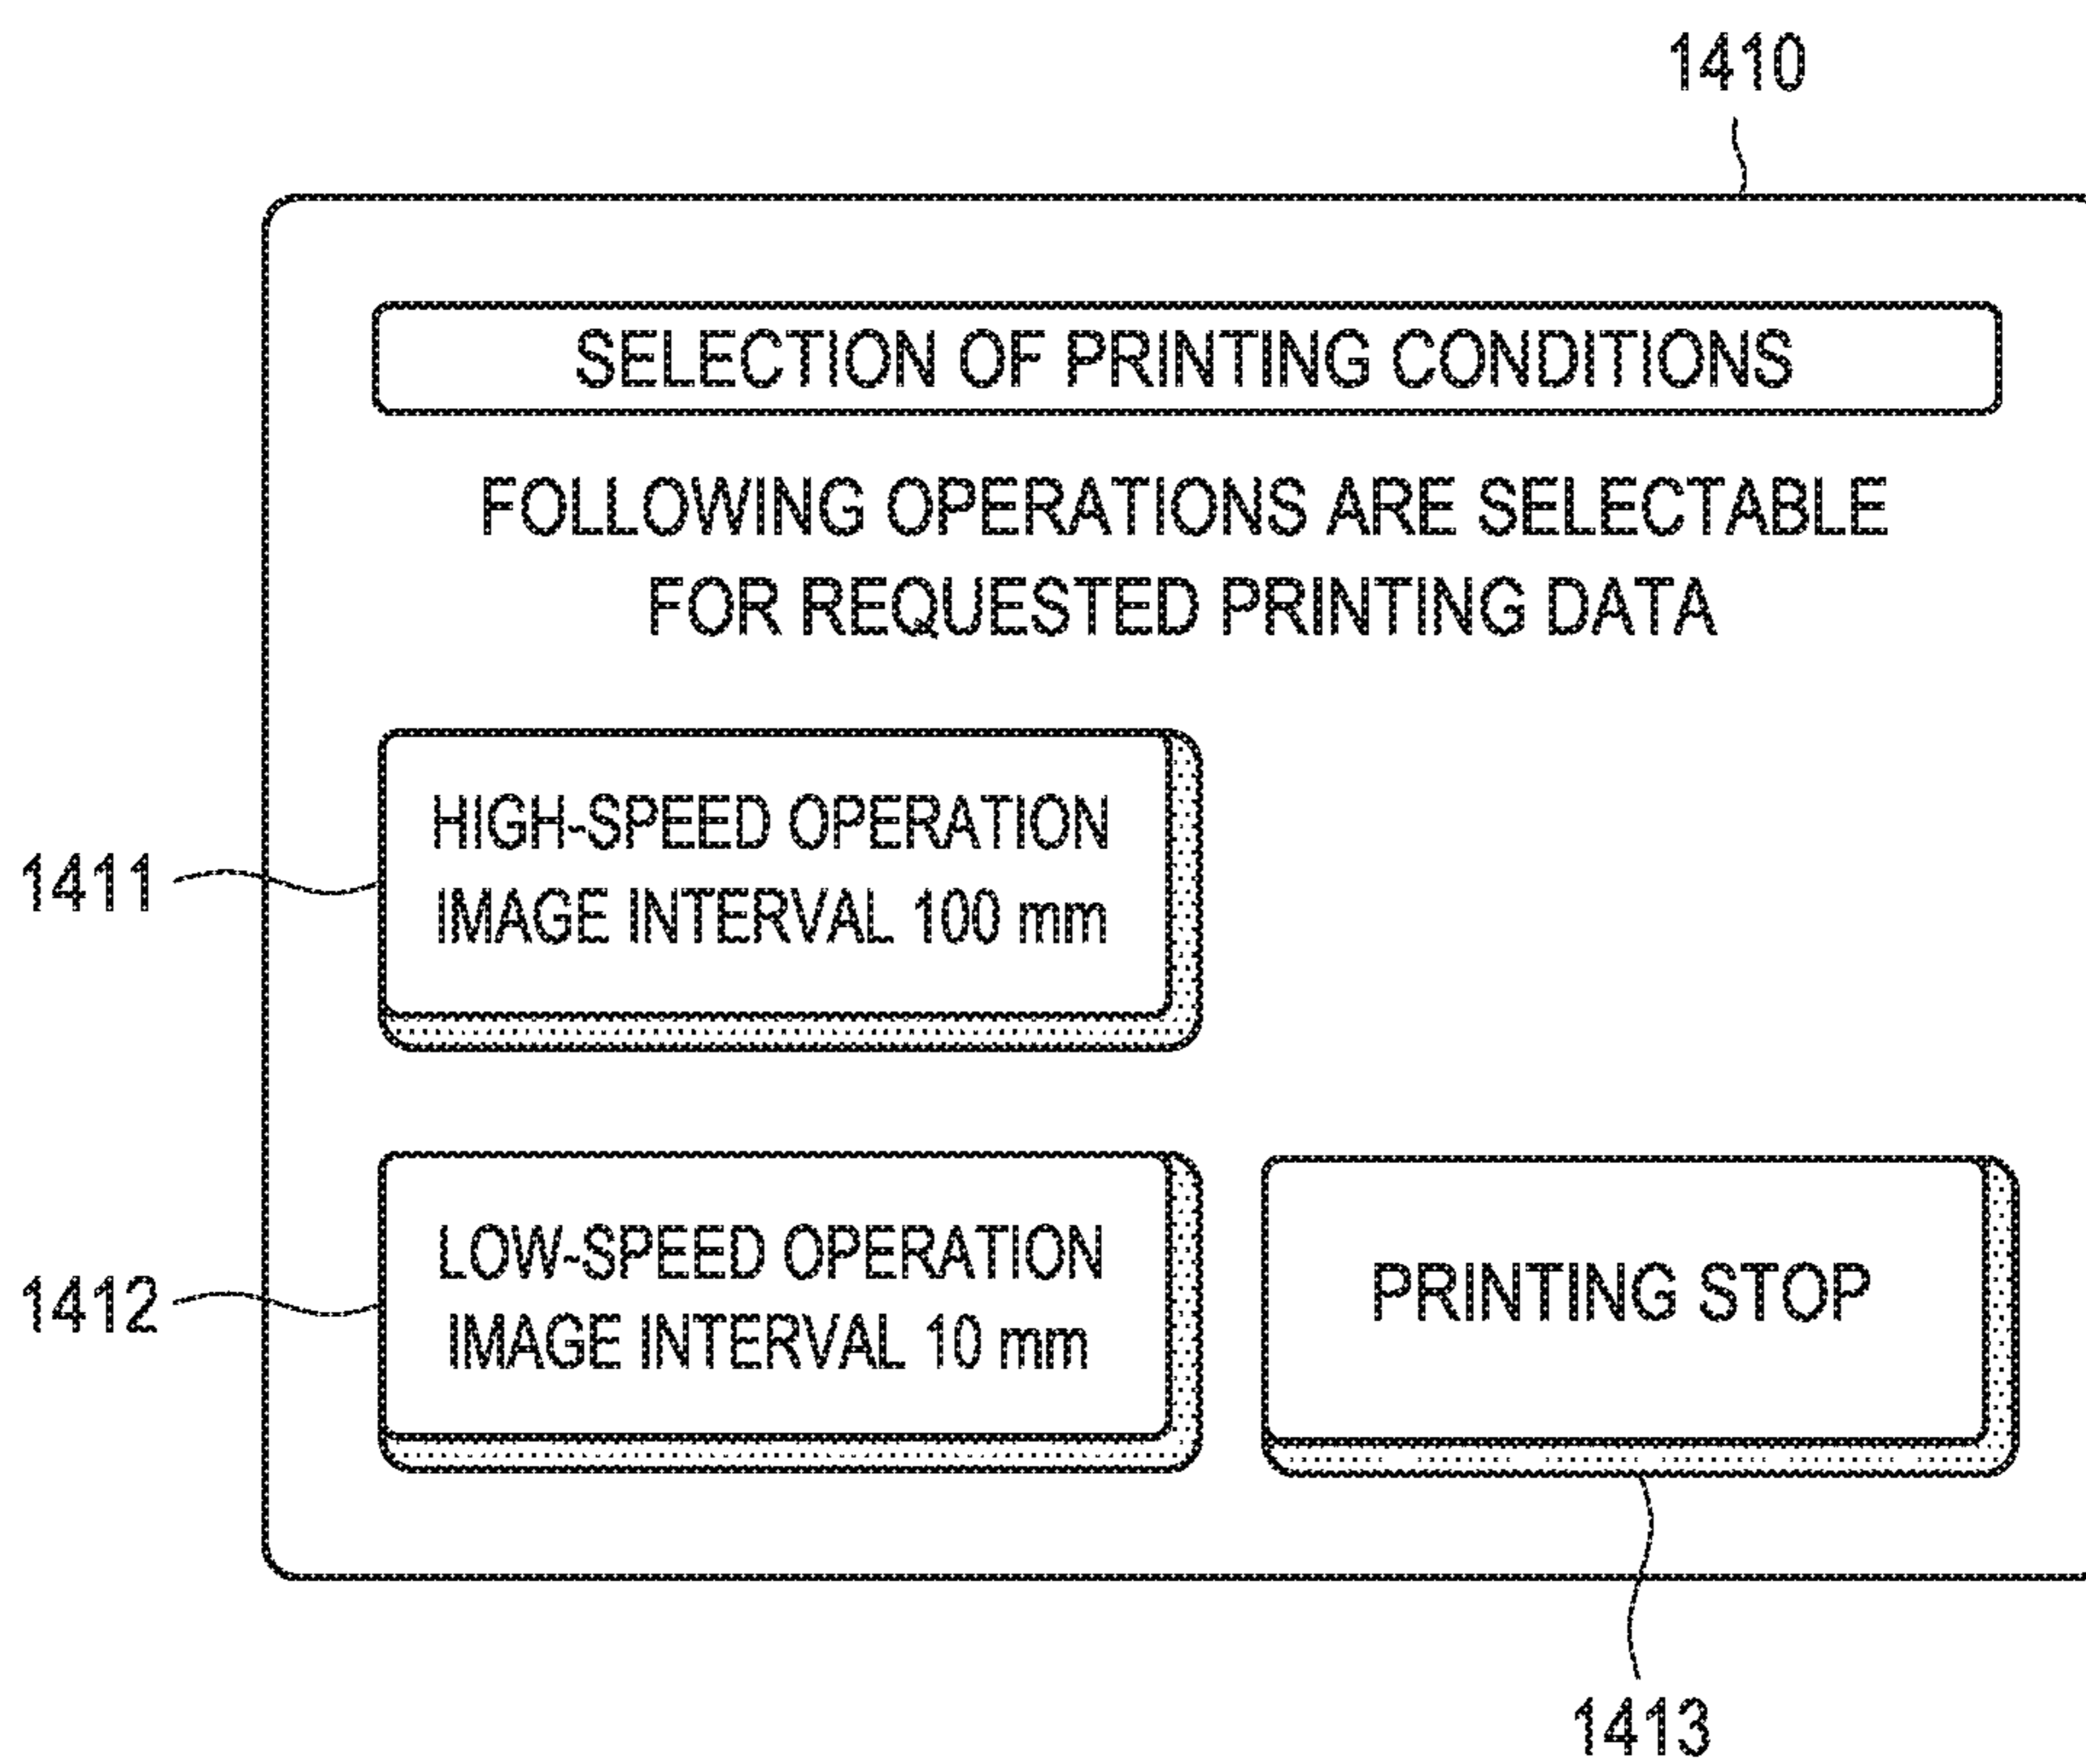 1410
SELECTION OF PRINTING CONDITIONS
FOLLOWING OPERATIONS ARE SELECTABLE
FOR REQUESTED PRINTING DATA
HIGH-SPEED OPERATION
IMAGE INTERVAL 100 mm
1411
LOW-SPEED OPERATION
IMAGE INTERVAL 10 mm
1412
PRINTING STOP
1413